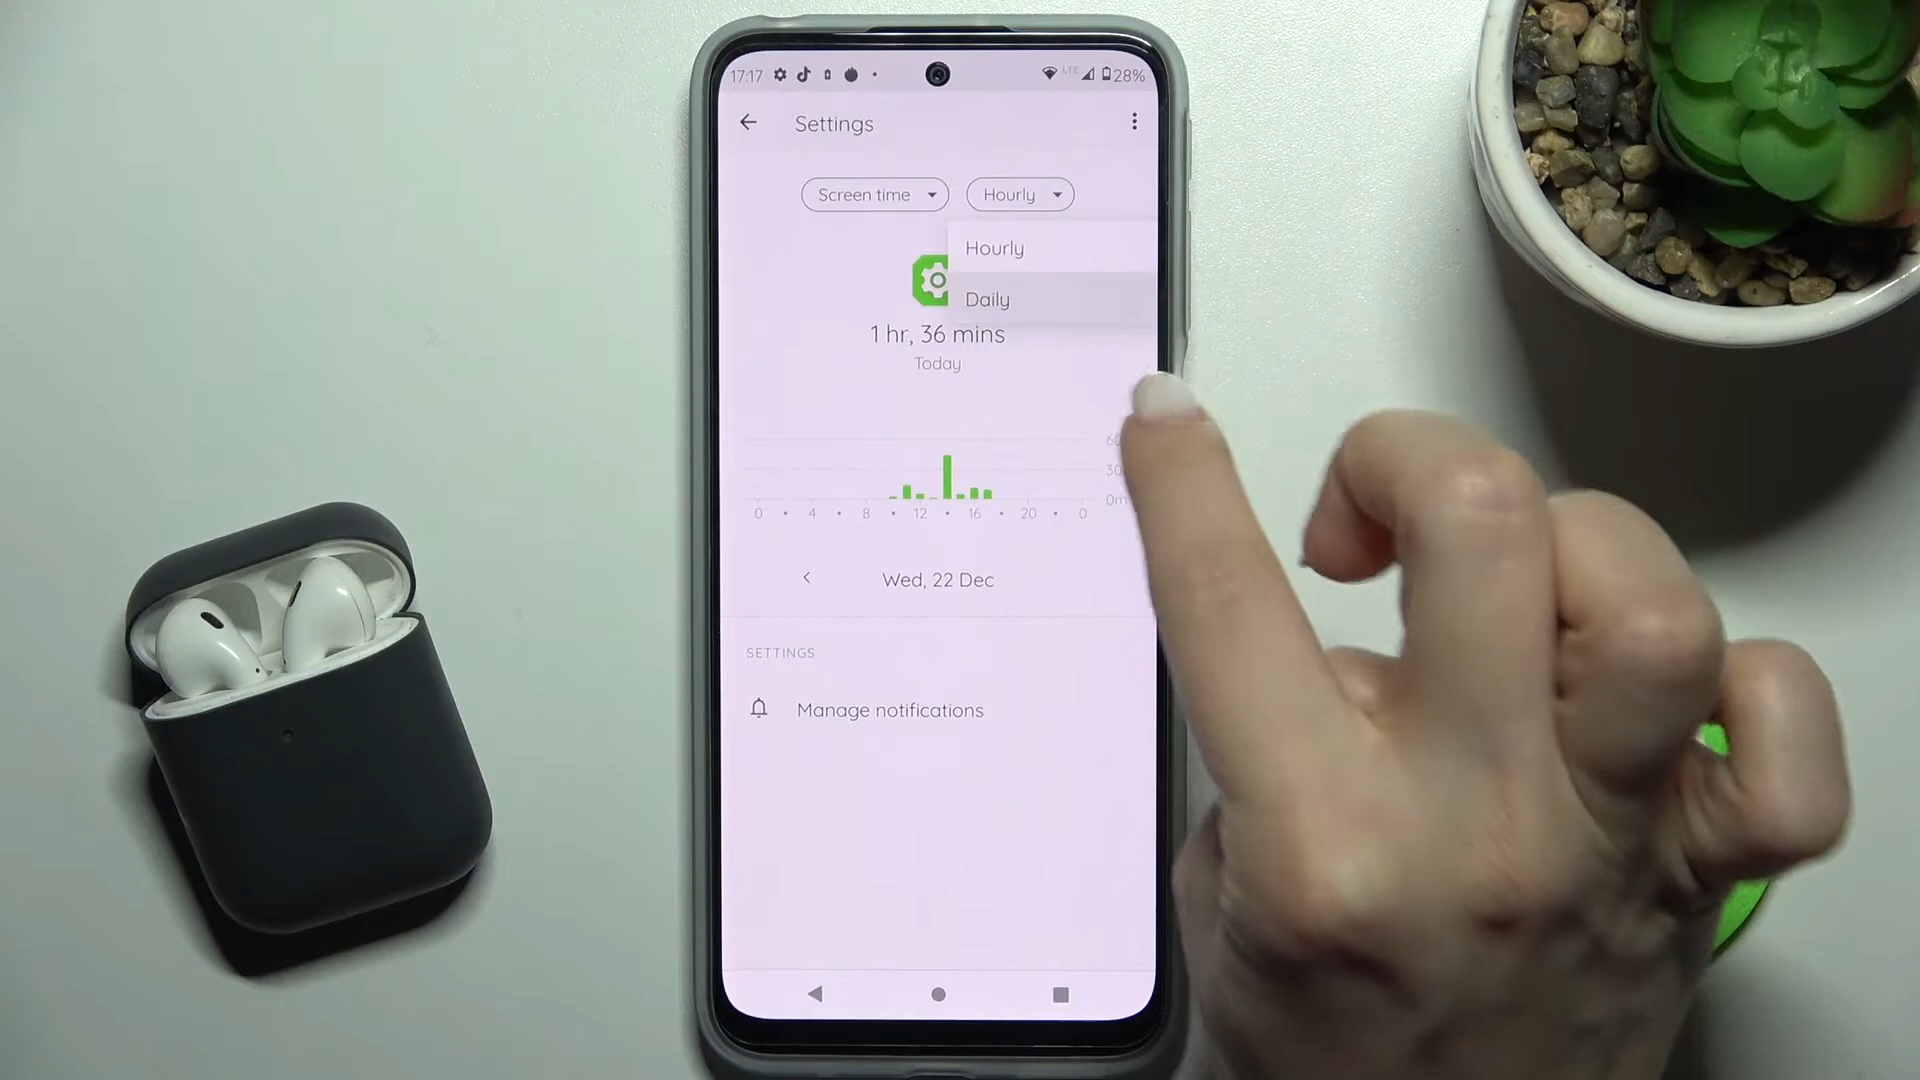 17:17 LTE 28%
Settings
Screen time Hourly
Hourly
Daily
1 hr, 36 mins
Today
30
0m
0 4 8 12 16 20 0
Wed, 22 Dec
SETTINGS
Manage notifications